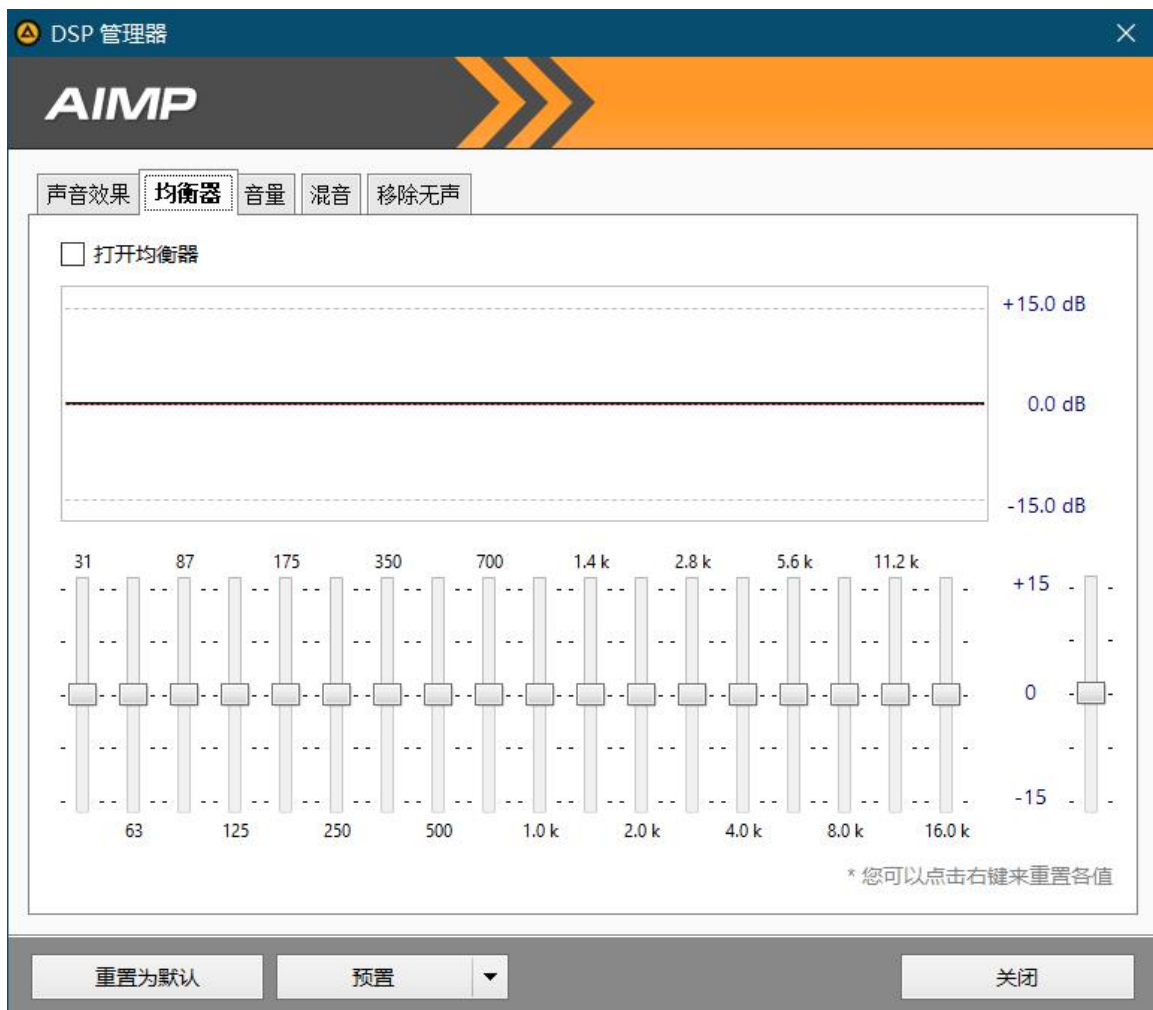 DSP 管理器
AIMP
声音效果 均衡器 音量 混音 移除无声
打开均衡器
+15.0 dB
0.0 dB
-15.0 dB
31 87 175 350 700 1.4 k 2.8 k 5.6 k 11.2 k
+15
0
-15
63 125 250 500 1.0 k 2.0 k 4.0 k 8.0 k 16.0 k
* 您可以点击右键来重置各值
重置为默认 预置 关闭